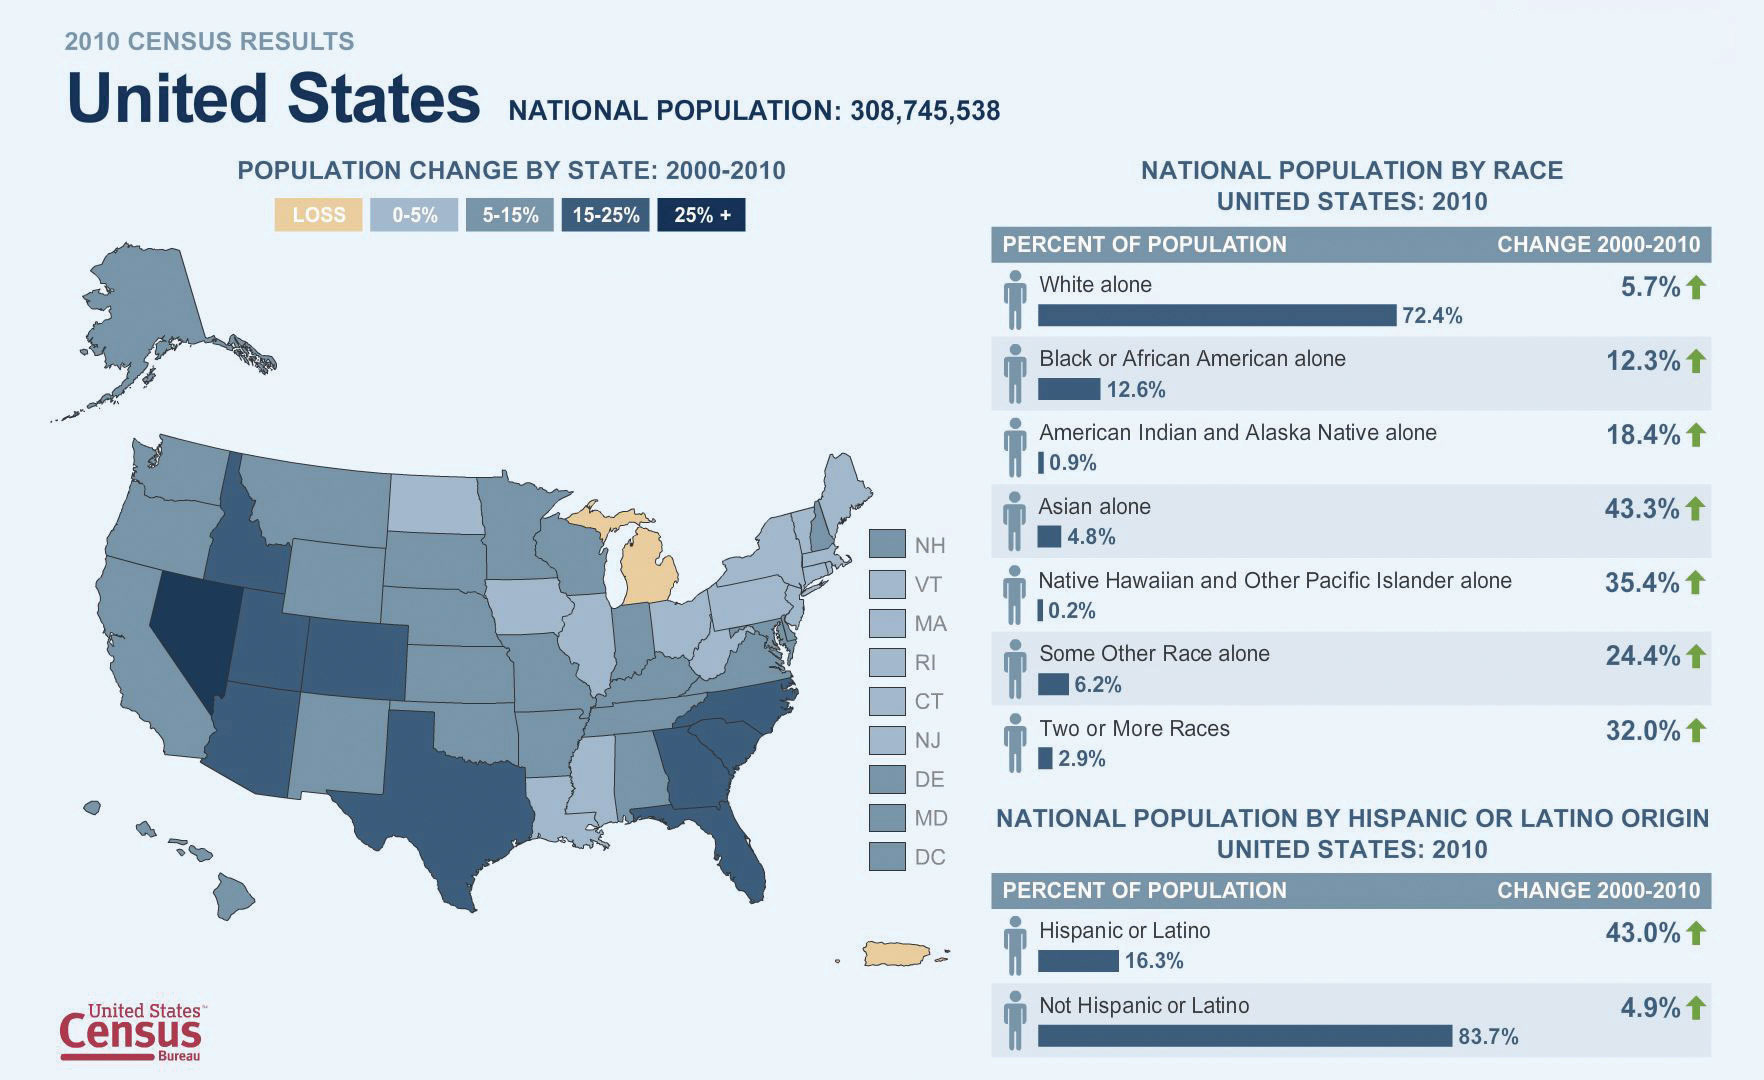 2010 CENSUS RESULTS
United States NATIONAL POPULATION: 308,745,538
POPULATION CHANGE BY STATE: 2000-2010
LOSS 0-5% 5-15% 15-25% 25% +
NH
VT
MA
RI
CT
NJ
DE
MD
DC
NATIONAL POPULATION BY RACE
UNITED STATES: 2010
PERCENT OF POPULATION CHANGE 2000-2010
White alone 5.7%
72.4%
Black or African American alone 12.3%
12.6%
American Indian and Alaska Native alone 18.4%
0.9%
Asian alone 43.3%
4.8%
Native Hawaiian and Other Pacific Islander alone 35.4%
0.2%
Some Other Race alone 24.4%
6.2%
Two or More Races 32.0%
2.9%
NATIONAL POPULATION BY HISPANIC OR LATINO ORIGIN
UNITED STATES: 2010
PERCENT OF POPULATION CHANGE 2000-2010
Hispanic or Latino 43.0%
16.3%
Not Hispanic or Latino 4.9%
83.7%
United States™
Census
Bureau